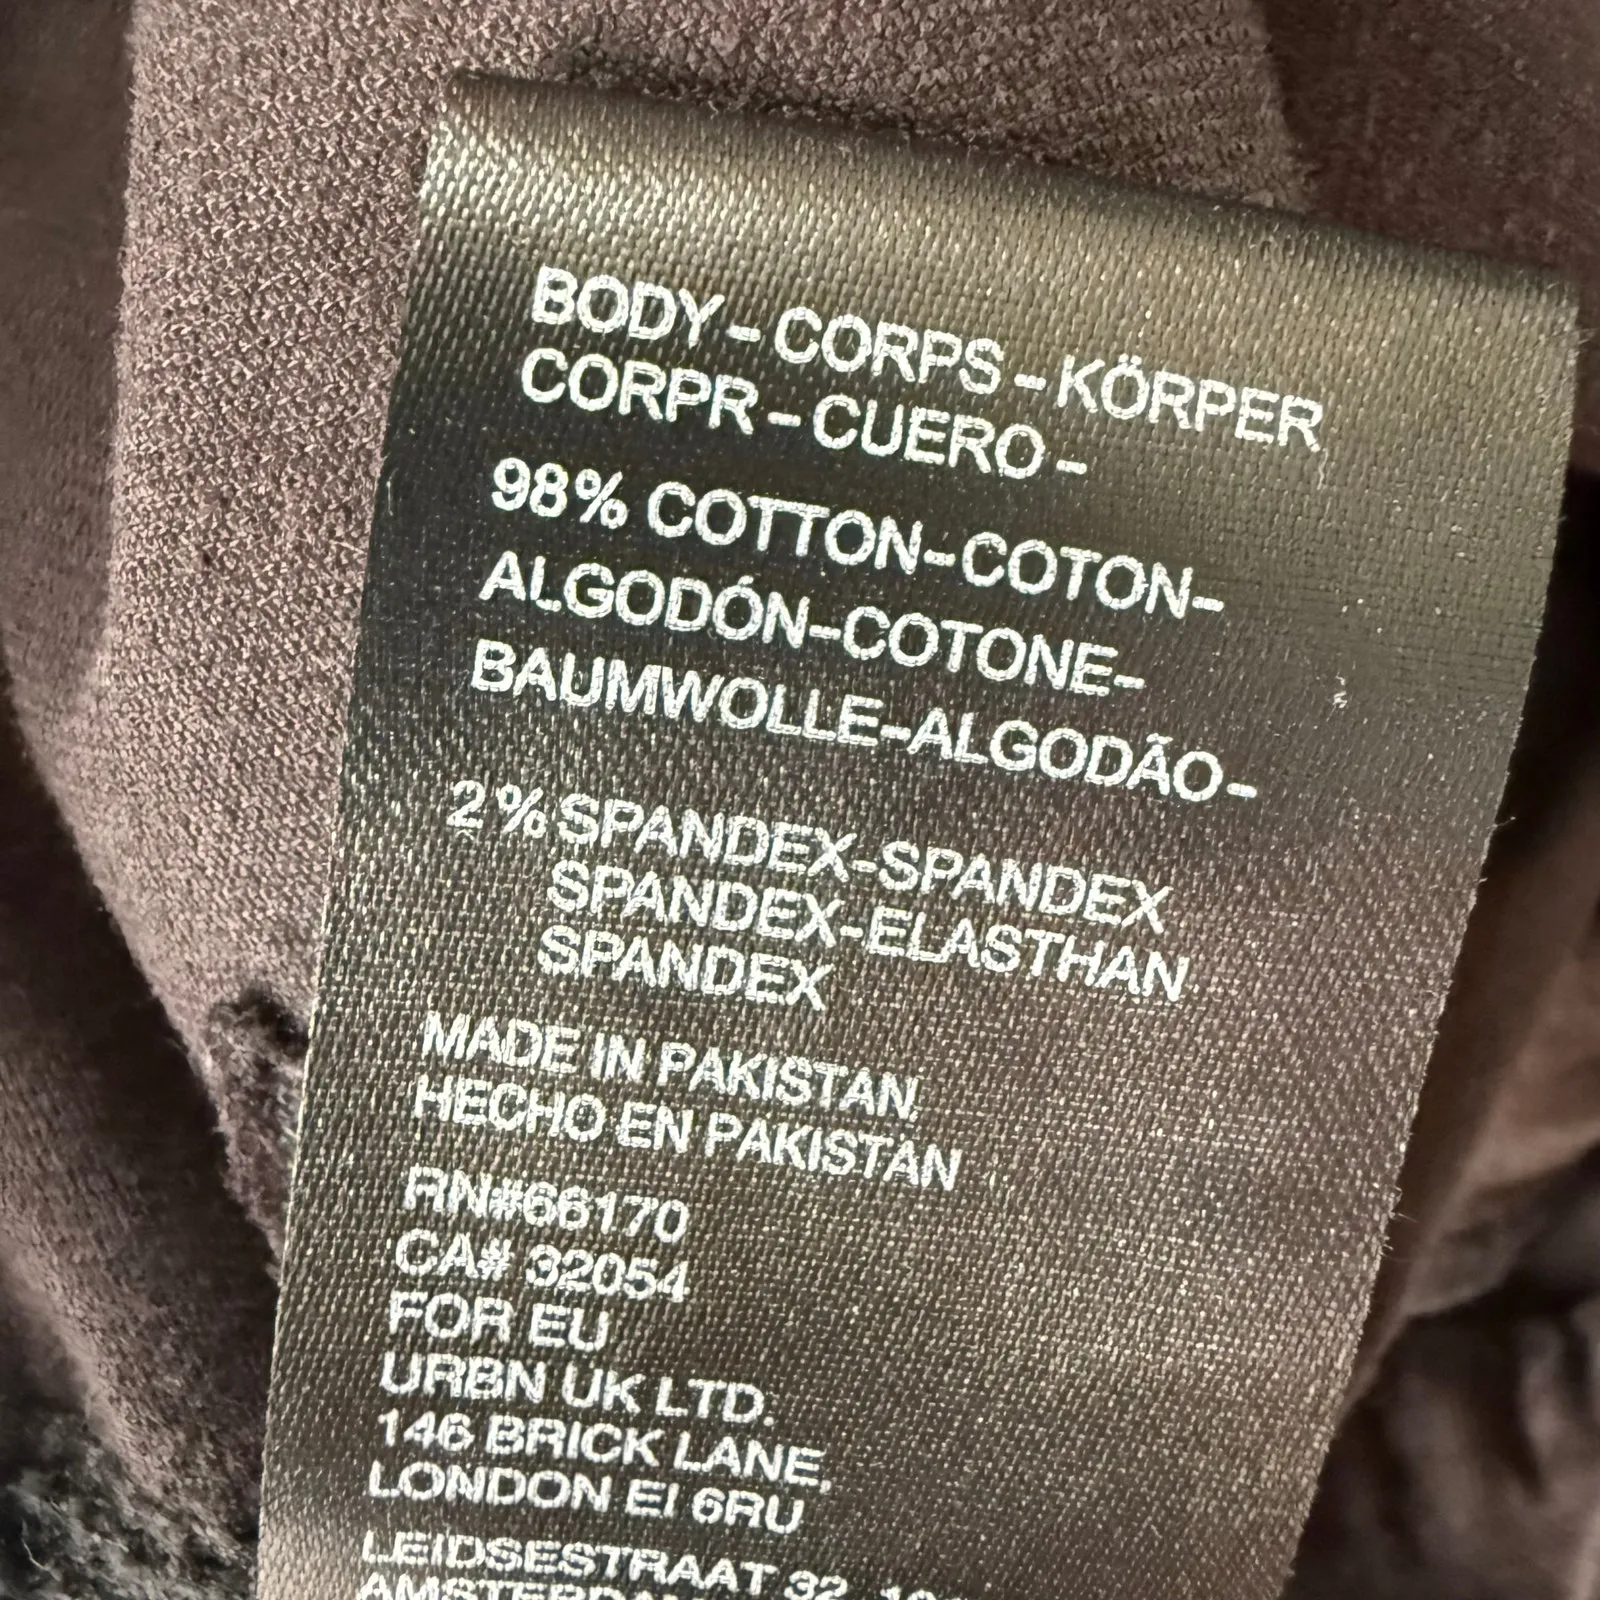 BODY - CORPS - KÖRPER
CORPR - CUERO -
98% COTTON-COTON-
ALGODÓN-COTONE-
BAUMWOLLE-ALGODÃO-
2% SPANDEX-SPANDEX
SPANDEX-ELASTHAN
SPANDEX
MADE IN PAKISTAN
HECHO EN PAKISTAN
RN#66170
CA# 32054
FOR EU
URBN UK LTD.
146 BRICK LANE,
LONDON EI 6RU
LEIDSESTRAAT 32